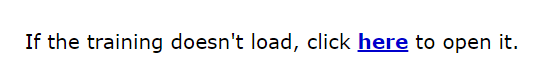 If the training doesn't load, click here to open it.